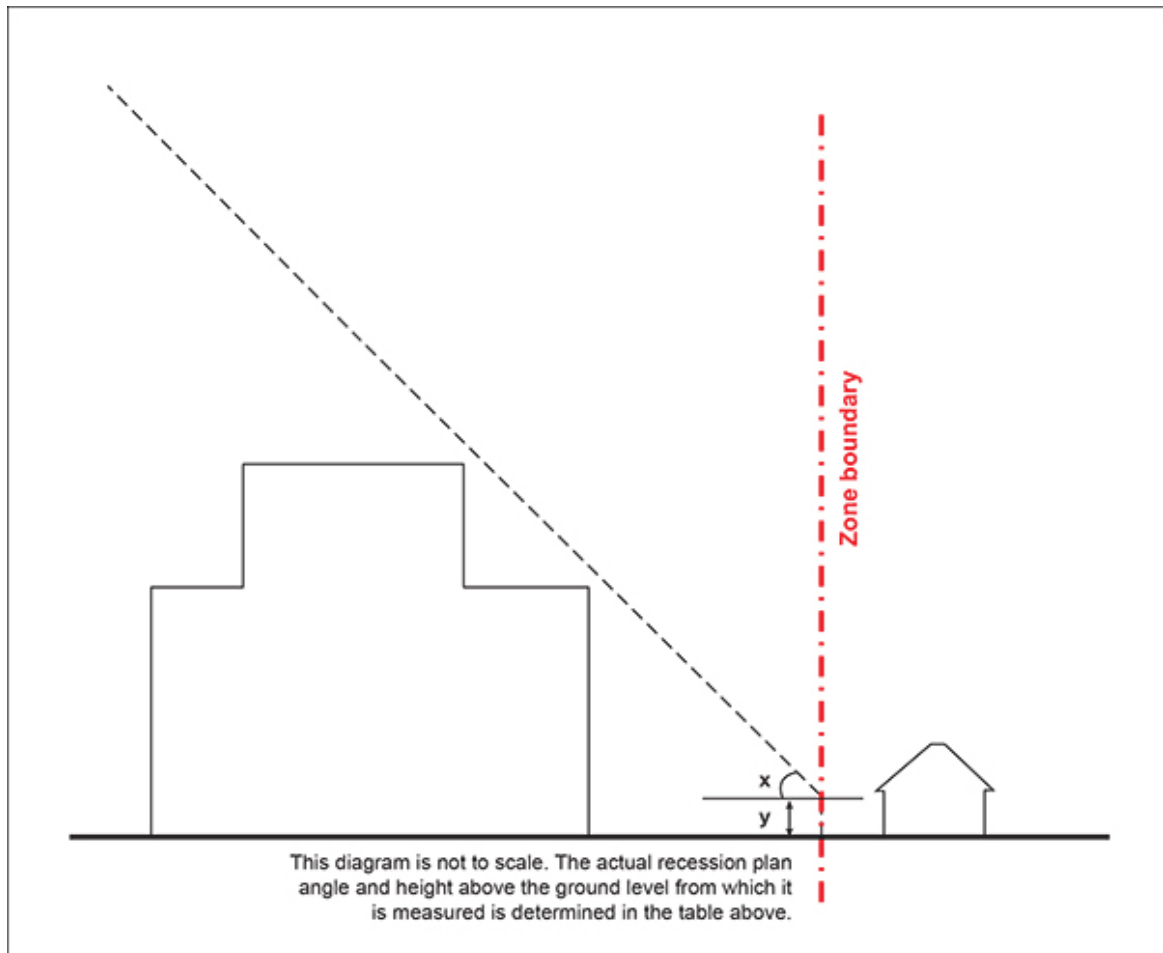 Zone boundary
x
y
This diagram is not to scale. The actual recession plan
angle and height above the ground level from which it
is measured is determined in the table above.